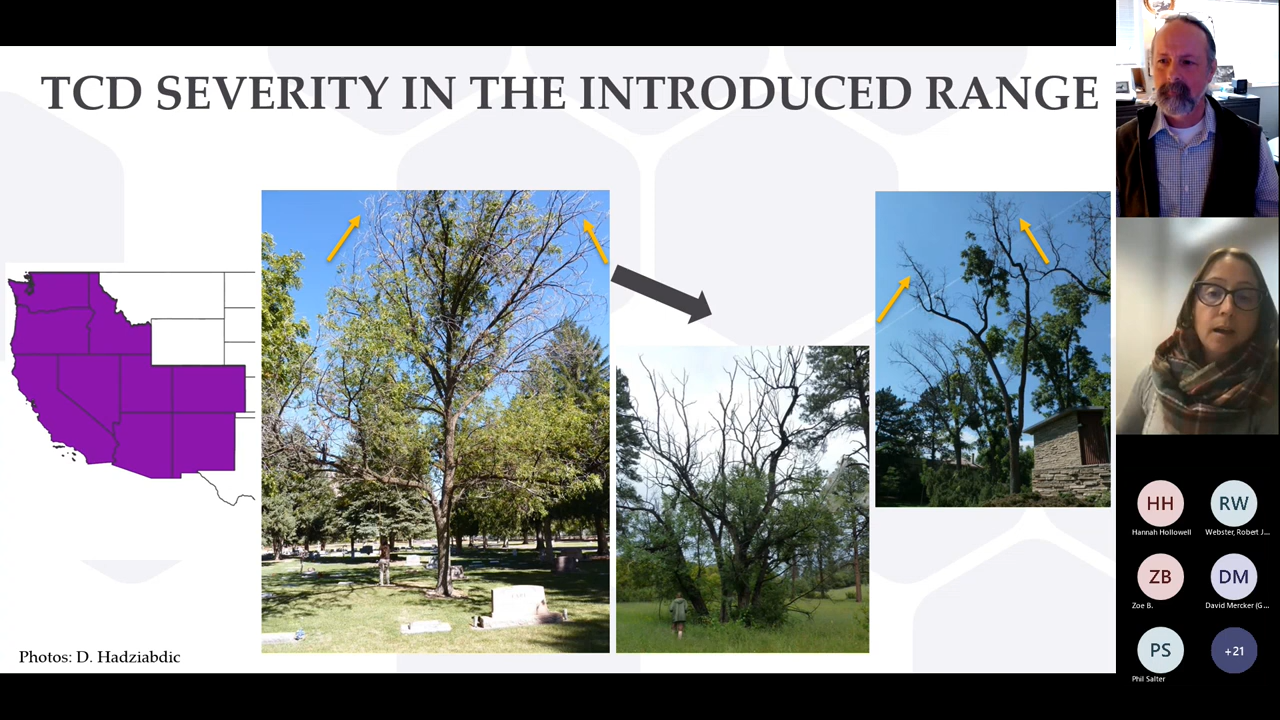 TCD SEVERITY IN THE INTRODUCED RANGE
Photos: D. Hadziabdic
HH
Hannah Hollowell
RW
Webster, Robert J...
ZB
Zoe B.
DM
David Mercker (G...
PS
Phil Salter
+21